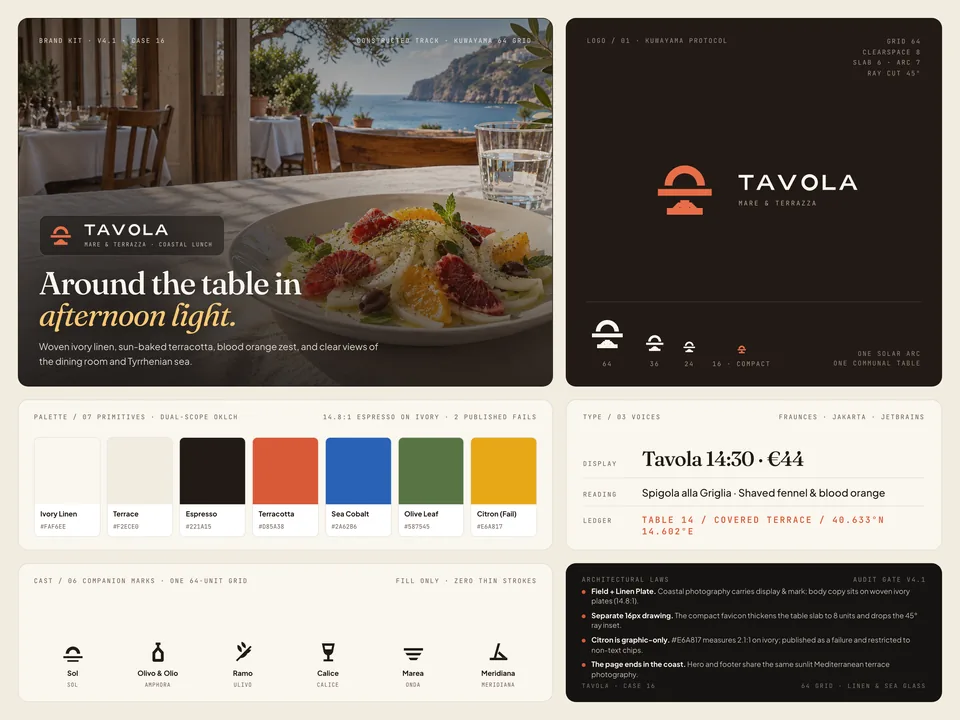 BRAND KIT · V4.1 · CASE 16
CONSTRUCTED TRACK · KUWAYAMA 64 GRID
TAVOLA
MARE & TERRAZZA · COASTAL LUNCH
Around the table in
afternoon light.
Woven ivory linen, sun-baked terracotta, blood orange zest, and clear views of
the dining room and Tyrrhenian sea.
LOGO / 01 · KUWAYAMA PROTOCOL
GRID 64
CLEARSPACE 8
SLAB 6 · ARC 7
RAY CUT 45°
TAVOLA
MARE & TERRAZZA
64
36
24
16 · COMPACT
ONE SOLAR ARC
ONE COMMUNAL TABLE
PALETTE / 07 PRIMITIVES · DUAL-SCOPE OKLCH
14.8:1 ESPRESSO ON IVORY · 2 PUBLISHED FAILS
Ivory Linen
#FAF6EE
Terrace
#F2ECE0
Espresso
#221A15
Terracotta
#D85A38
Sea Cobalt
#2A62B6
Olive Leaf
#587545
Citron (Fail)
#E6A817
TYPE / 03 VOICES
FRAUNCES · JAKARTA · JETBRAINS
DISPLAY
Tavola 14:30 · €44
READING
Spigola alla Griglia · Shaved fennel & blood orange
LEDGER
TABLE 14 / COVERED TERRACE / 40.633°N
14.602°E
CAST / 06 COMPANION MARKS · ONE 64-UNIT GRID
FILL ONLY · ZERO THIN STROKES
Sol
SOL
Olivo & Olio
AMPHORA
Ramo
ULIVO
Calice
CALICE
Marea
ONDA
Meridiana
MERIDIANA
ARCHITECTURAL LAWS
AUDIT GATE V4.1
Field + Linen Plate. Coastal photography carries display & mark; body copy sits on woven ivory
plates (14.8:1).
Separate 16px drawing. The compact favicon thickens the table slab to 8 units and drops the 45°
ray inset.
Citron is graphic-only. #E6A817 measures 2.1:1 on ivory; published as a failure and restricted to
non-text chips.
The page ends in the coast. Hero and footer share the same sunlit Mediterranean terrace
photography.
TAVOLA · CASE 16
64 GRID · LINEN & SEA GLASS